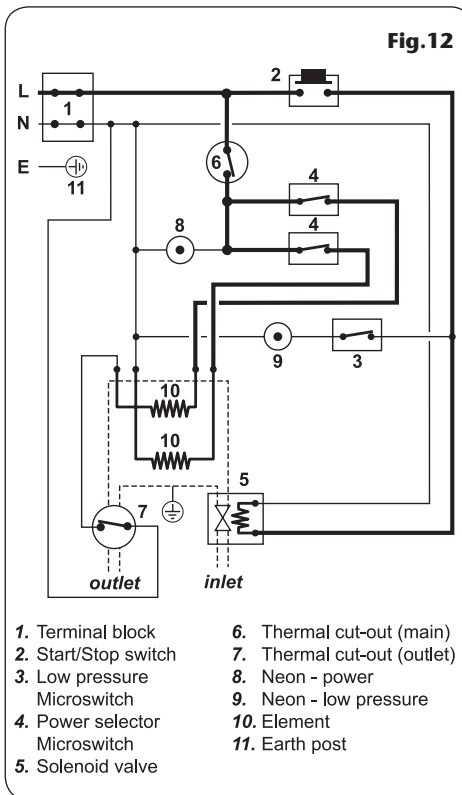 Fig.12
2
L
1
N
6
4
E
11
8
4
9
3
10
10
5
7
outlet
inlet
1. Terminal block
2. Start/Stop switch
3. Low pressure
Microswitch
4. Power selector
Microswitch
5. Solenoid valve
6. Thermal cut-out (main)
7. Thermal cut-out (outlet)
8. Neon - power
9. Neon - low pressure
10. Element
11. Earth post